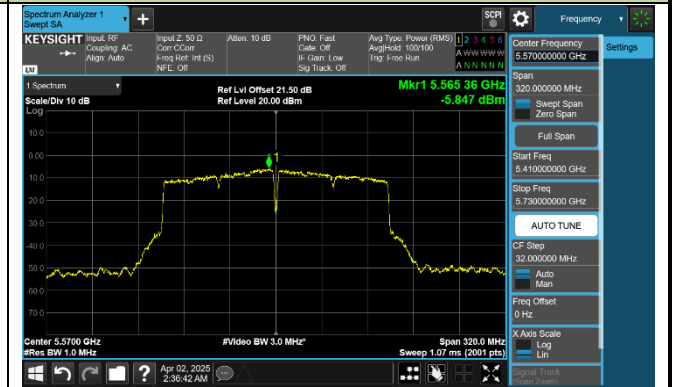 Spectrum Analyzer 1
Swept SA
SCPI
Frequency
KEYSIGHT
Input: RF
Coupling: AC
Align: Auto
Input Z: 50 Ω
Corr CCorr
Freq Ref: Int (S)
NFE: Off
Atten: 10 dB
PNO: Fast
Gate: Off
IF Gain: Low
Sig Track: Off
Avg Type: Power (RMS)
Avg|Hold: 100/100
Trig: Free Run
1 2 3 4 5 6
A W W W W W
A N N N N N
LXI
1 Spectrum
Scale/Div 10 dB
Log
Ref Lvl Offset 21.50 dB
Ref Level 20.00 dBm
Mkr1 5.565 36 GHz
-5.847 dBm
10.0
0.00
1
10.0
20.0
30.0
40.0
50.0
60.0
70.0
Center 5.5700 GHz
#Res BW 1.0 MHz
#Video BW 3.0 MHz*
Span 320.0 MHz
Sweep 1.07 ms (2001 pts)
Center Frequency
5.570000000 GHz
Settings
Span
320.000000 MHz
Swept Span
Zero Span
Full Span
Start Freq
5.410000000 GHz
Stop Freq
5.730000000 GHz
AUTO TUNE
CF Step
32.000000 MHz
Auto
Man
Freq Offset
0 Hz
X Axis Scale
Log
Lin
Signal Track
(Span Zoom)
Apr 02, 2025
2:36:42 AM